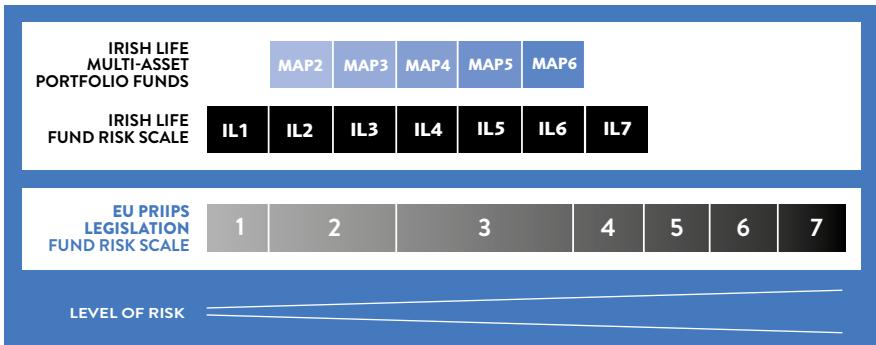 IRISH LIFE
MULTI-ASSET
PORTFOLIO FUNDS
MAP2 MAP3 MAP4 MAP5 MAP6
IRISH LIFE
FUND RISK SCALE
IL1 IL2 IL3 IL4 IL5 IL6 IL7
EU PRIIPS
LEGISLATION
FUND RISK SCALE
1 2 3 4 5 6 7
LEVEL OF RISK